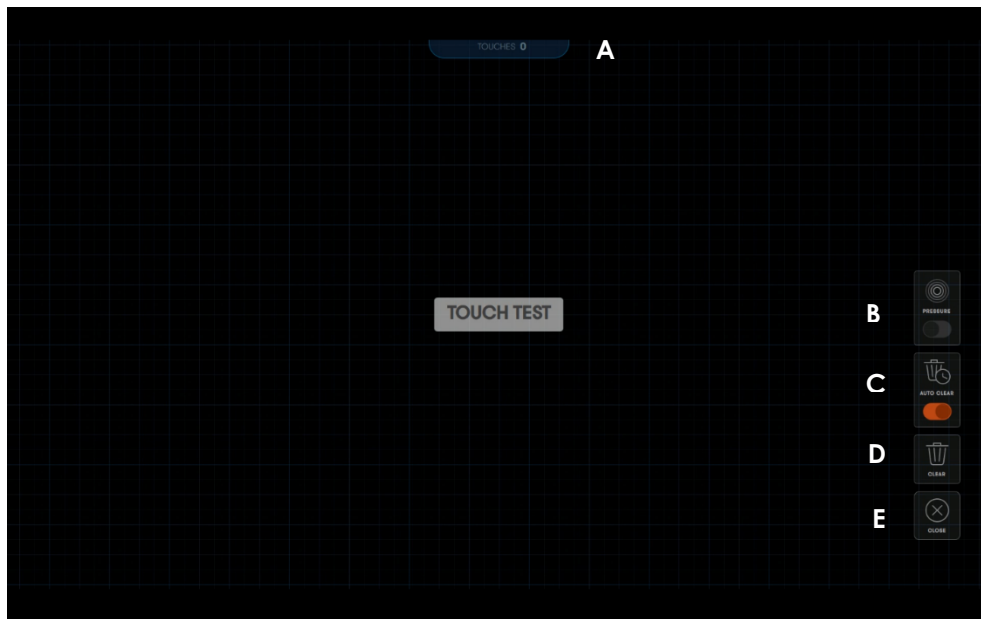 TOUCHES 0
A
TOUCH TEST
B
PRESSURE
C
AUTO CLEAR
D
CLEAR
E
CLOSE